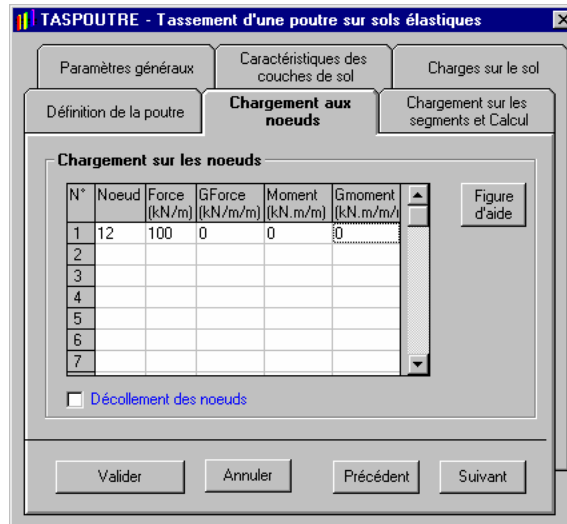 TASPOUTRE - Tassement d'une poutre sur sols élastiques
Paramètres généraux
Caractéristiques des
couches de sol
Charges sur le sol
Définition de la poutre
Chargement aux
noeuds
Chargement sur les
segments et Calcul
Chargement sur les noeuds
N° Noeud Force GForce Moment Gmoment
(kN/m) (kN/m/m) (kN.m/m) (kN.m/m/
1 12 100 0 0 0
2
3
4
5
6
7
Figure
d'aide
Décollement des noeuds
Valider Annuler Précédent Suivant